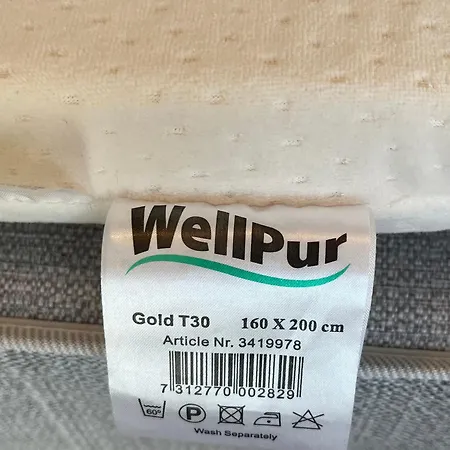 WellPur
Gold T30 160 X 200 cm
Article Nr. 3419978
7 312770 002829
60° P
Wash Separately